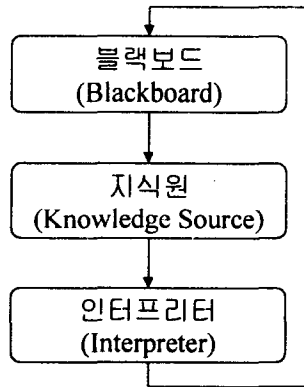 블랙보드
(Blackboard)
지식원
(Knowledge Source)
인터프리터
(Interpreter)